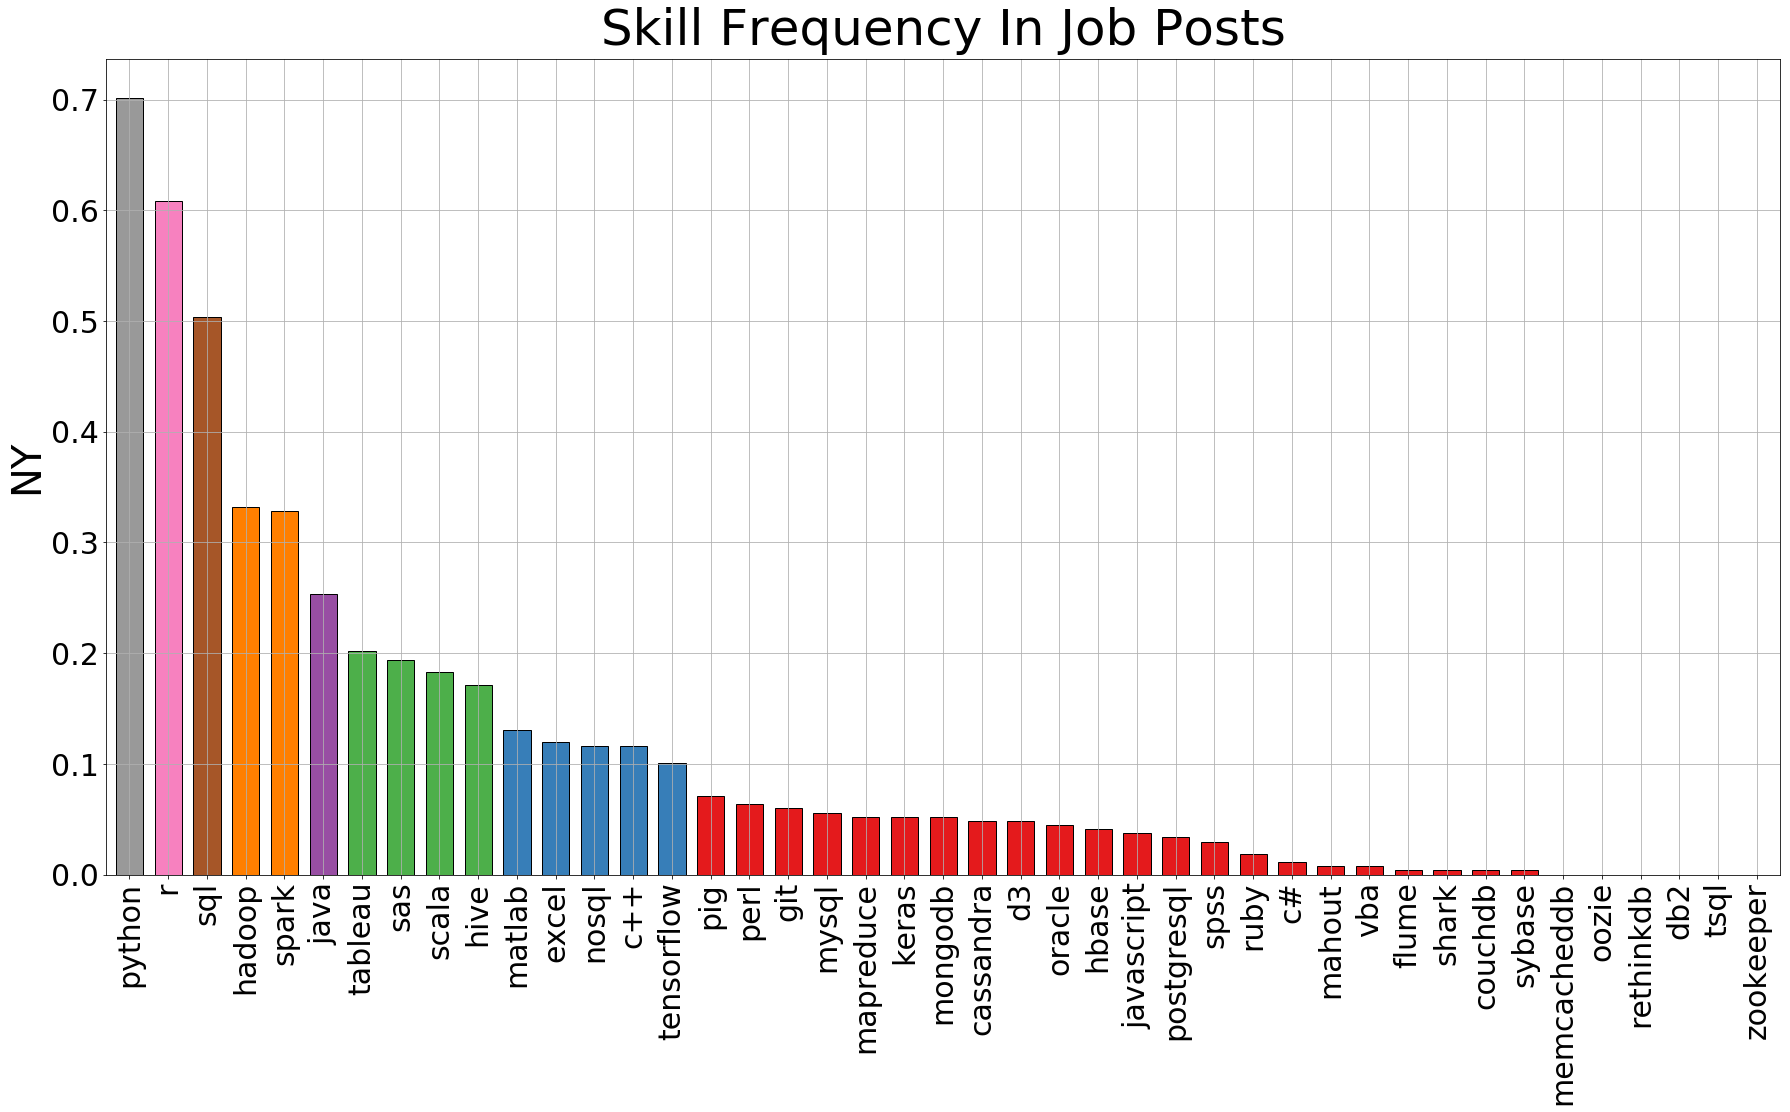 Skill Frequency In Job Posts
NY
0.7
0.6
0.5
0.4
0.3
0.2
0.1
0.0
python
r
sql
hadoop
spark
java
tableau
sas
scala
hive
matlab
excel
nosql
c++
tensorflow
pig
perl
git
mysql
mapreduce
keras
mongodb
cassandra
d3
oracle
hbase
javascript
postgresql
spss
ruby
c#
mahout
vba
flume
shark
couchdb
sybase
memcacheddb
oozie
rethinkdb
db2
tsql
zookeeper